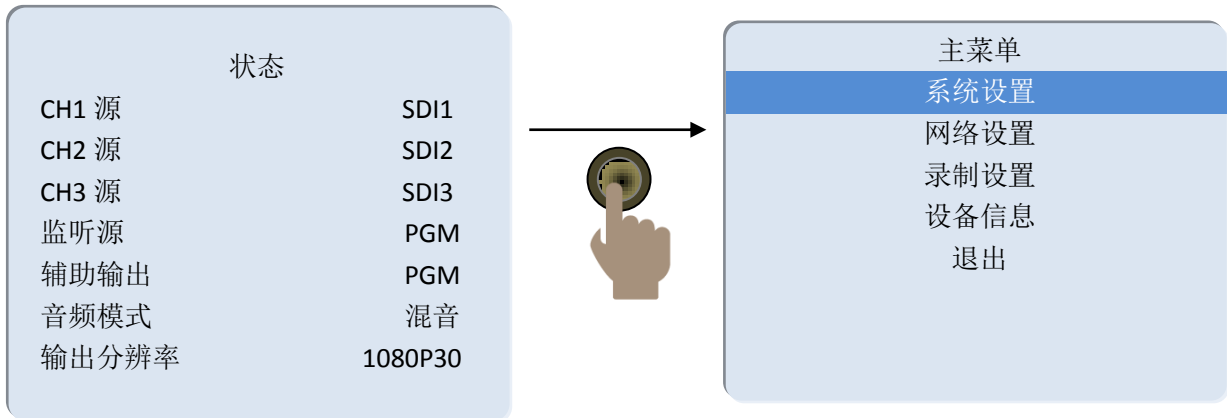 状态
CH1 源 SDI1
CH2 源 SDI2
CH3 源 SDI3
监听源 PGM
辅助输出 PGM
音频模式 混音
输出分辨率 1080P30
主菜单
系统设置
网络设置
录制设置
设备信息
退出